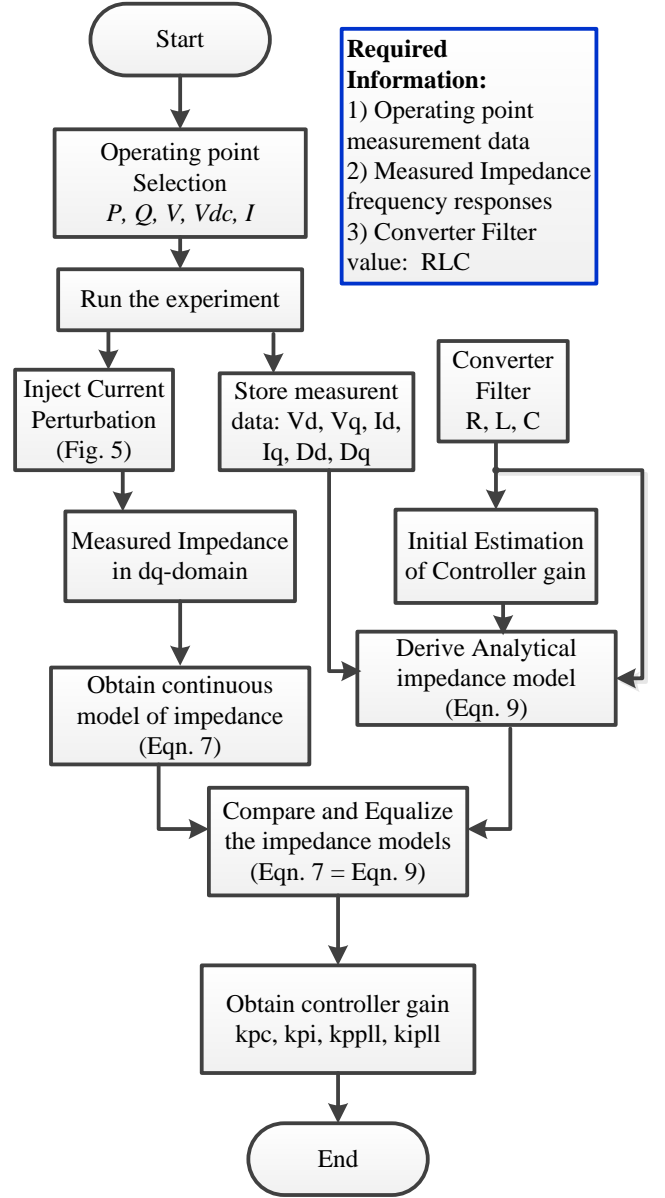 Start
Required
Information:
1) Operating point
measurement data
2) Measured Impedance
frequency responses
3) Converter Filter
value: RLC
Operating point
Selection
P, Q, V, Vdc, I
Run the experiment
Inject Current
Perturbation
(Fig. 5)
Store measurent
data: Vd, Vq, Id,
Iq, Dd, Dq
Converter
Filter
R, L, C
Measured Impedance
in dq-domain
Initial Estimation
of Controller gain
Obtain continuous
model of impedance
(Eqn. 7)
Derive Analytical
impedance model
(Eqn. 9)
Compare and Equalize
the impedance models
(Eqn. 7 = Eqn. 9)
Obtain controller gain
kpc, kpi, kppll, kipll
End